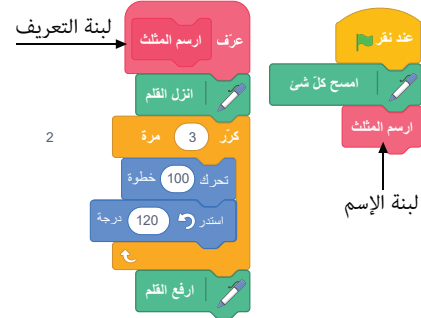 لبنة التعريف
عرّف ارسم المثلث
انزل القلم
كرّر 3 مرة
تحرك 100 خطوة
استدر 120 درجة
ارفع القلم
2
عند نقر
امسح كلّ شئ
ارسم المثلث
لبنة الإسم